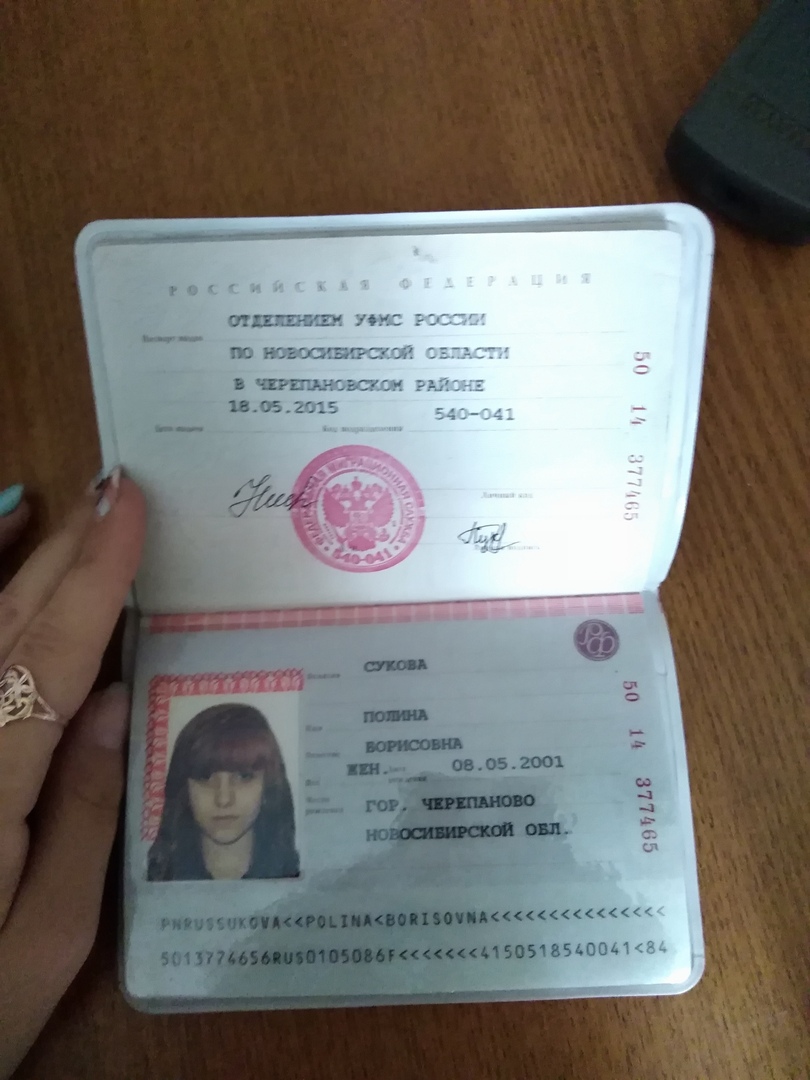 РОССИЙСКАЯ ФЕДЕРАЦИЯ
Паспорт выдан ОТДЕЛЕНИЕМ УФМС РОССИИ
ПО НОВОСИБИРСКОЙ ОБЛАСТИ
В ЧЕРЕПАНОВСКОМ РАЙОНЕ
Дата выдачи 18.05.2015 Код подразделения 540-041
Личный код
540-041
50 14 377465
Фамилия СУКОВА
Имя ПОЛИНА
Отчество БОРИСОВНА
Пол ЖЕН. Дата рождения 08.05.2001
Место рождения ГОР. ЧЕРЕПАНОВО
НОВОСИБИРСКОЙ ОБЛ.
50 14 377465
PNRUSSUKOVA<<POLINA<BORISOVNA<<<<<<<<<<<<<<<
5013774656RUS0105086F<<<<<<<4150518540041<84